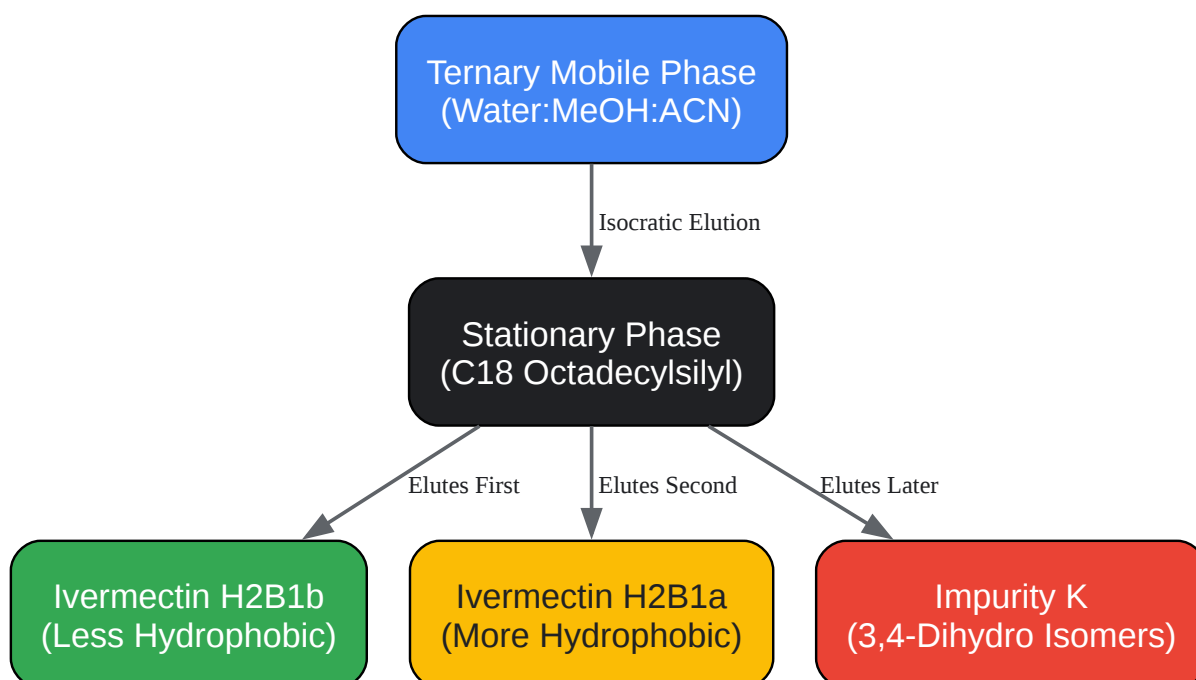 Ternary Mobile Phase
(Water:MeOH:ACN)
Isocratic Elution
Stationary Phase
(C18 Octadecylsilyl)
Elutes First
Elutes Second
Elutes Later
Ivermectin H2B1b
(Less Hydrophobic)
Ivermectin H2B1a
(More Hydrophobic)
Impurity K
(3,4-Dihydro Isomers)